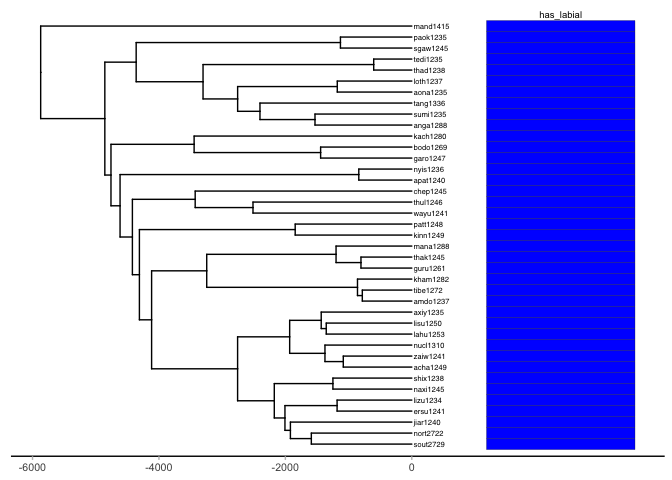 has_labial
mand1415
paok1235
sgaw1245
tedi1235
thad1238
loth1237
aona1235
tang1336
sumi1235
anga1288
kach1280
bodo1269
garo1247
nyis1236
apat1240
chep1245
thul1246
wayu1241
patt1248
kinn1249
mana1288
thak1245
guru1261
kham1282
tibe1272
amdo1237
axiy1235
lisu1250
lahu1253
nucl1310
zaiw1241
acha1249
shix1238
naxi1245
lizu1234
ersu1241
jiar1240
nort2722
sout2729
-6000 -4000 -2000 0